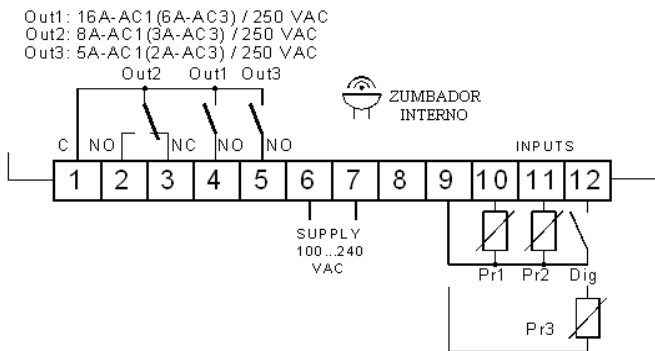 Out1: 16A-AC1(6A-AC3) / 250 VAC
Out2: 8A-AC1(3A-AC3) / 250 VAC
Out3: 5A-AC1(2A-AC3) / 250 VAC
Out2 Out1 Out3
ZUMBADOR
INTERNO
C NO NC NO NO INPUTS
1 2 3 4 5 6 7 8 9 10 11 12
SUPPLY
100...240
VAC
Pr1 Pr2 Dig
Pr3